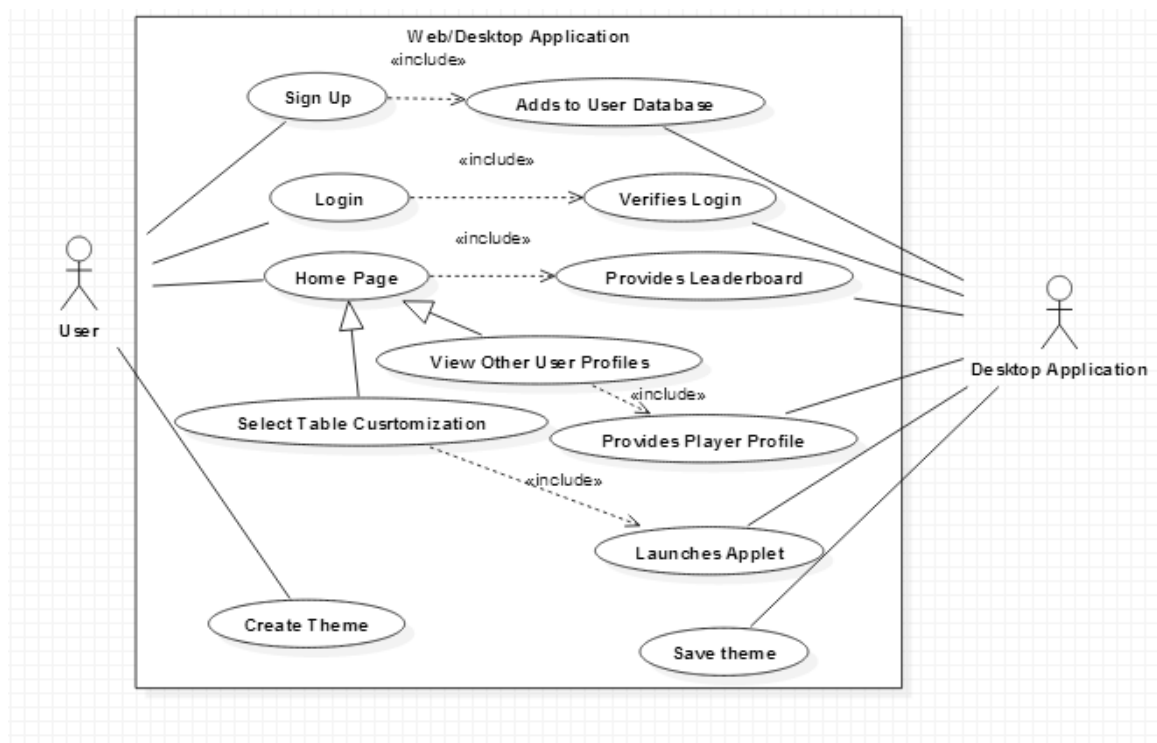 Web/Desktop Application
«include»
Sign Up
Adds to User Database
«include»
Login
Verifies Login
«include»
Home Page
Provides Leaderboard
User
View Other User Profiles
Desktop Application
«include»
Select Table Cusrtomization
Provides Player Profile
«include»
Launches Applet
Create Theme
Save theme